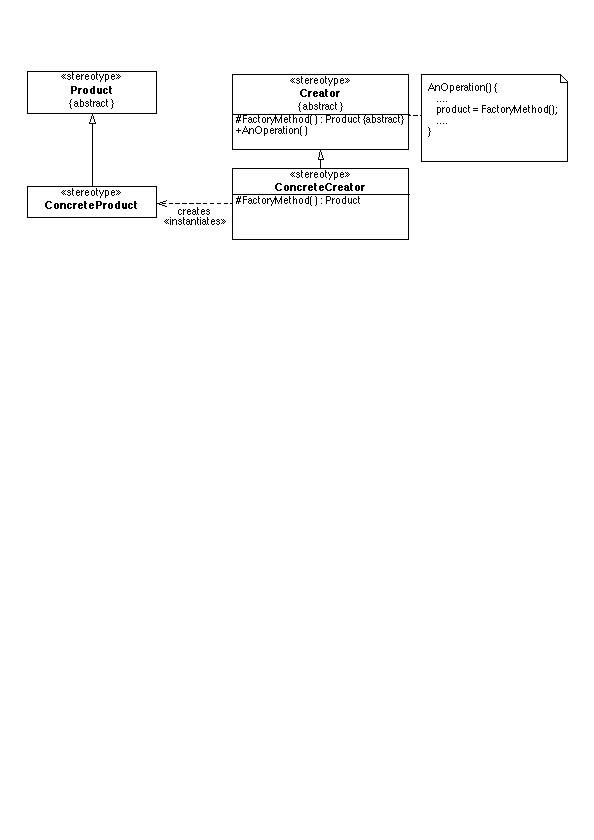 «stereotype»
Product
{ abstract }
«stereotype»
Creator
{ abstract }
#FactoryMethod( ) : Product {abstract}
+AnOperation( )
AnOperation() {
....
product = FactoryMethod();
....
}
«stereotype»
ConcreteProduct
creates
«instantiates»
«stereotype»
ConcreteCreator
#FactoryMethod( ) : Product